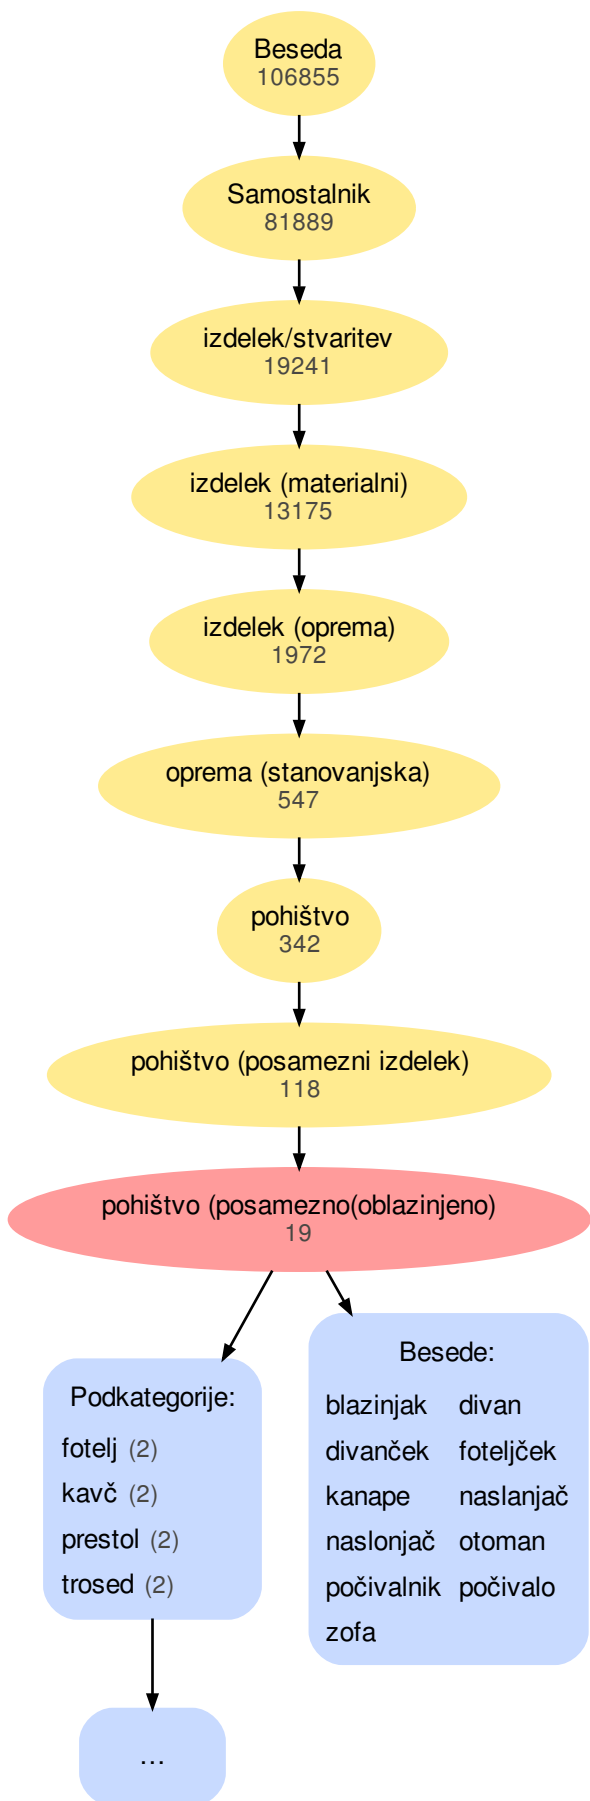 Beseda
106855
Samostalnik
81889
izdelek/stvaritev
19241
izdelek (materialni)
13175
izdelek (oprema)
1972
oprema (stanovanjska)
547
pohištvo
342
pohištvo (posamezni izdelek)
118
pohištvo (posamezno(oblazinjeno)
19
Podkategorije:
fotelj (2)
kavč (2)
prestol (2)
trosed (2)
...
Besede:
blazinjak divan
divanček foteljček
kanape naslanjač
naslonjač otoman
počivalnik počivalo
zofa